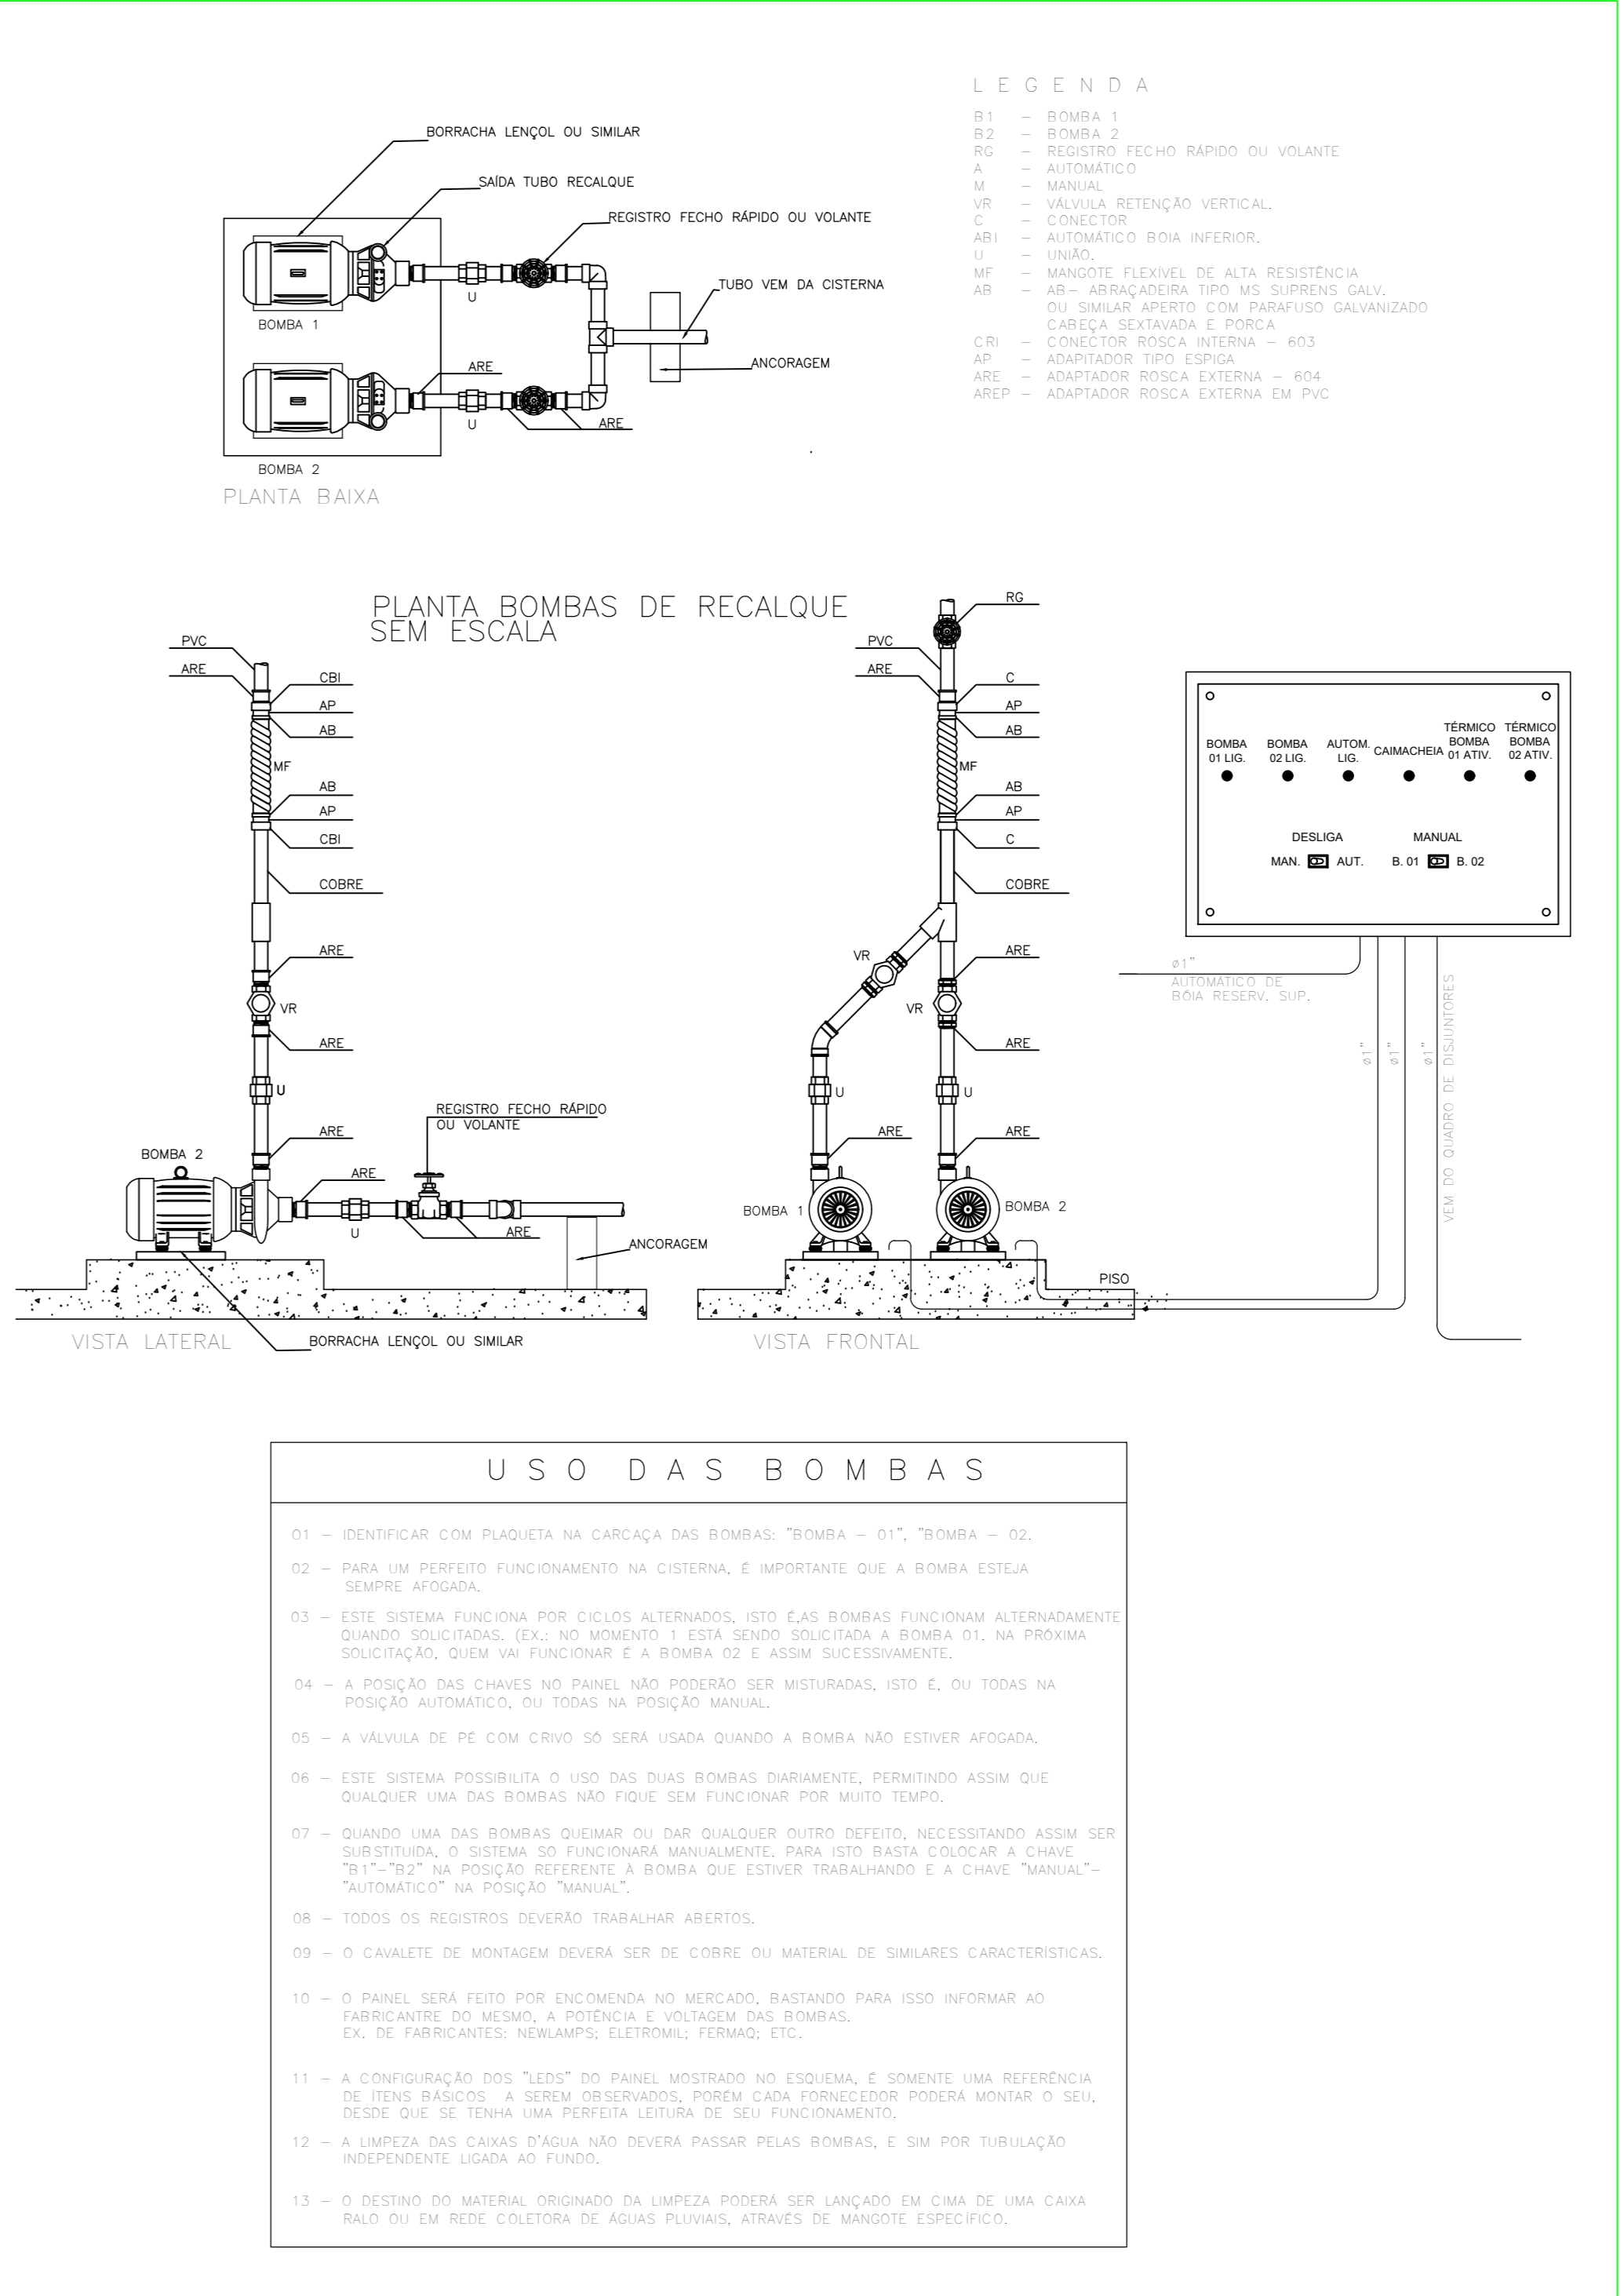 L E G E N D A
B1 – BOMBA 1
B2 – BOMBA 2
RG – REGISTRO FECHO RÁPIDO OU VOLANTE
A – AUTOMÁTICO
M – MANUAL
VR – VÁLVULA RETENÇÃO VERTICAL.
C – CONECTOR
ABI – AUTOMÁTICO BOIA INFERIOR.
U – UNIÃO.
MF – MANGOTE FLEXÍVEL DE ALTA RESISTÊNCIA
AB – AB– ABRAÇADEIRA TIPO MS SUPRENS GALV.
OU SIMILAR APERTO COM PARAFUSO GALVANIZADO
CABEÇA SEXTAVADA E PORCA
CRI – CONECTOR ROSCA INTERNA – 603
AP – ADAPITADOR TIPO ESPIGA
ARE – ADAPTADOR ROSCA EXTERNA – 604
AREP – ADAPTADOR ROSCA EXTERNA EM PVC
BORRACHA LENÇOL OU SIMILAR
SAÍDA TUBO RECALQUE
REGISTRO FECHO RÁPIDO OU VOLANTE
TUBO VEM DA CISTERNA
U
BOMBA 1
ANCORAGEM
ARE
U
ARE
BOMBA 2
PLANTA BAIXA
PLANTA BOMBAS DE RECALQUE
SEM ESCALA
PVC
ARE
CBI
AP
AB
MF
AB
AP
CBI
COBRE
ARE
VR
ARE
U
ARE
BOMBA 2
REGISTRO FECHO RÁPIDO
OU VOLANTE
ARE
U
ARE
ANCORAGEM
VISTA LATERAL
BORRACHA LENÇOL OU SIMILAR
RG
PVC
ARE
C
AP
AB
MF
AB
AP
C
COBRE
VR
ARE
VR
ARE
U
U
ARE
ARE
BOMBA 1
BOMBA 2
PISO
VISTA FRONTAL
BOMBA
01 LIG.
BOMBA
02 LIG.
AUTOM.
LIG.
CAIMACHEIA
TÉRMICO
BOMBA
01 ATIV.
TÉRMICO
BOMBA
02 ATIV.
DESLIGA
MAN. AUT.
MANUAL
B. 01 B. 02
ø1"
AUTOMÁTICO DE
BÓIA RESERV. SUP.
ø1"
ø1"
ø1"
VEM DO QUADRO DE DISJUNTORES
U S O D A S B O M B A S
01 – IDENTIFICAR COM PLAQUETA NA CARCAÇA DAS BOMBAS: "BOMBA – 01", "BOMBA – 02.
02 – PARA UM PERFEITO FUNCIONAMENTO NA CISTERNA, É IMPORTANTE QUE A BOMBA ESTEJA
SEMPRE AFOGADA.
03 – ESTE SISTEMA FUNCIONA POR CICLOS ALTERNADOS, ISTO É,AS BOMBAS FUNCIONAM ALTERNADAMENTE
QUANDO SOLICITADAS. (EX.: NO MOMENTO 1 ESTÁ SENDO SOLICITADA A BOMBA 01. NA PRÓXIMA
SOLICITAÇÃO, QUEM VAI FUNCIONAR É A BOMBA 02 E ASSIM SUCESSIVAMENTE.
04 – A POSIÇÃO DAS CHAVES NO PAINEL NÃO PODERÃO SER MISTURADAS, ISTO É, OU TODAS NA
POSIÇÃO AUTOMÁTICO, OU TODAS NA POSIÇÃO MANUAL.
05 – A VÁLVULA DE PÉ COM CRIVO SÓ SERÁ USADA QUANDO A BOMBA NÃO ESTIVER AFOGADA.
06 – ESTE SISTEMA POSSIBILITA O USO DAS DUAS BOMBAS DIARIAMENTE, PERMITINDO ASSIM QUE
QUALQUER UMA DAS BOMBAS NÃO FIQUE SEM FUNCIONAR POR MUITO TEMPO.
07 – QUANDO UMA DAS BOMBAS QUEIMAR OU DAR QUALQUER OUTRO DEFEITO, NECESSITANDO ASSIM SER
SUBSTITUÍDA, O SISTEMA SO FUNCIONARÁ MANUALMENTE. PARA ISTO BASTA COLOCAR A CHAVE
"B1"–"B2" NA POSIÇÃO REFERENTE À BOMBA QUE ESTIVER TRABALHANDO E A CHAVE "MANUAL"–
"AUTOMÁTICO" NA POSIÇÃO "MANUAL".
08 – TODOS OS REGISTROS DEVERÃO TRABALHAR ABERTOS.
09 – O CAVALETE DE MONTAGEM DEVERÁ SER DE COBRE OU MATERIAL DE SIMILARES CARACTERÍSTICAS.
10 – O PAINEL SERÁ FEITO POR ENCOMENDA NO MERCADO, BASTANDO PARA ISSO INFORMAR AO
FABRICANTRE DO MESMO, A POTÊNCIA E VOLTAGEM DAS BOMBAS.
EX. DE FABRICANTES: NEWLAMPS; ELETROMIL; FERMAQ; ETC.
11 – A CONFIGURAÇÃO DOS "LEDS" DO PAINEL MOSTRADO NO ESQUEMA, É SOMENTE UMA REFERÊNCIA
DE ÍTENS BÁSICOS A SEREM OBSERVADOS, PORÉM CADA FORNECEDOR PODERÁ MONTAR O SEU,
DESDE QUE SE TENHA UMA PERFEITA LEITURA DE SEU FUNCIONAMENTO.
12 – A LIMPEZA DAS CAIXAS D'ÁGUA NÃO DEVERÁ PASSAR PELAS BOMBAS, E SIM POR TUBULAÇÃO
INDEPENDENTE LIGADA AO FUNDO.
13 – O DESTINO DO MATERIAL ORIGINADO DA LIMPEZA PODERÁ SER LANÇADO EM CIMA DE UMA CAIXA
RALO OU EM REDE COLETORA DE ÁGUAS PLUVIAIS, ATRAVÉS DE MANGOTE ESPECÍFICO.